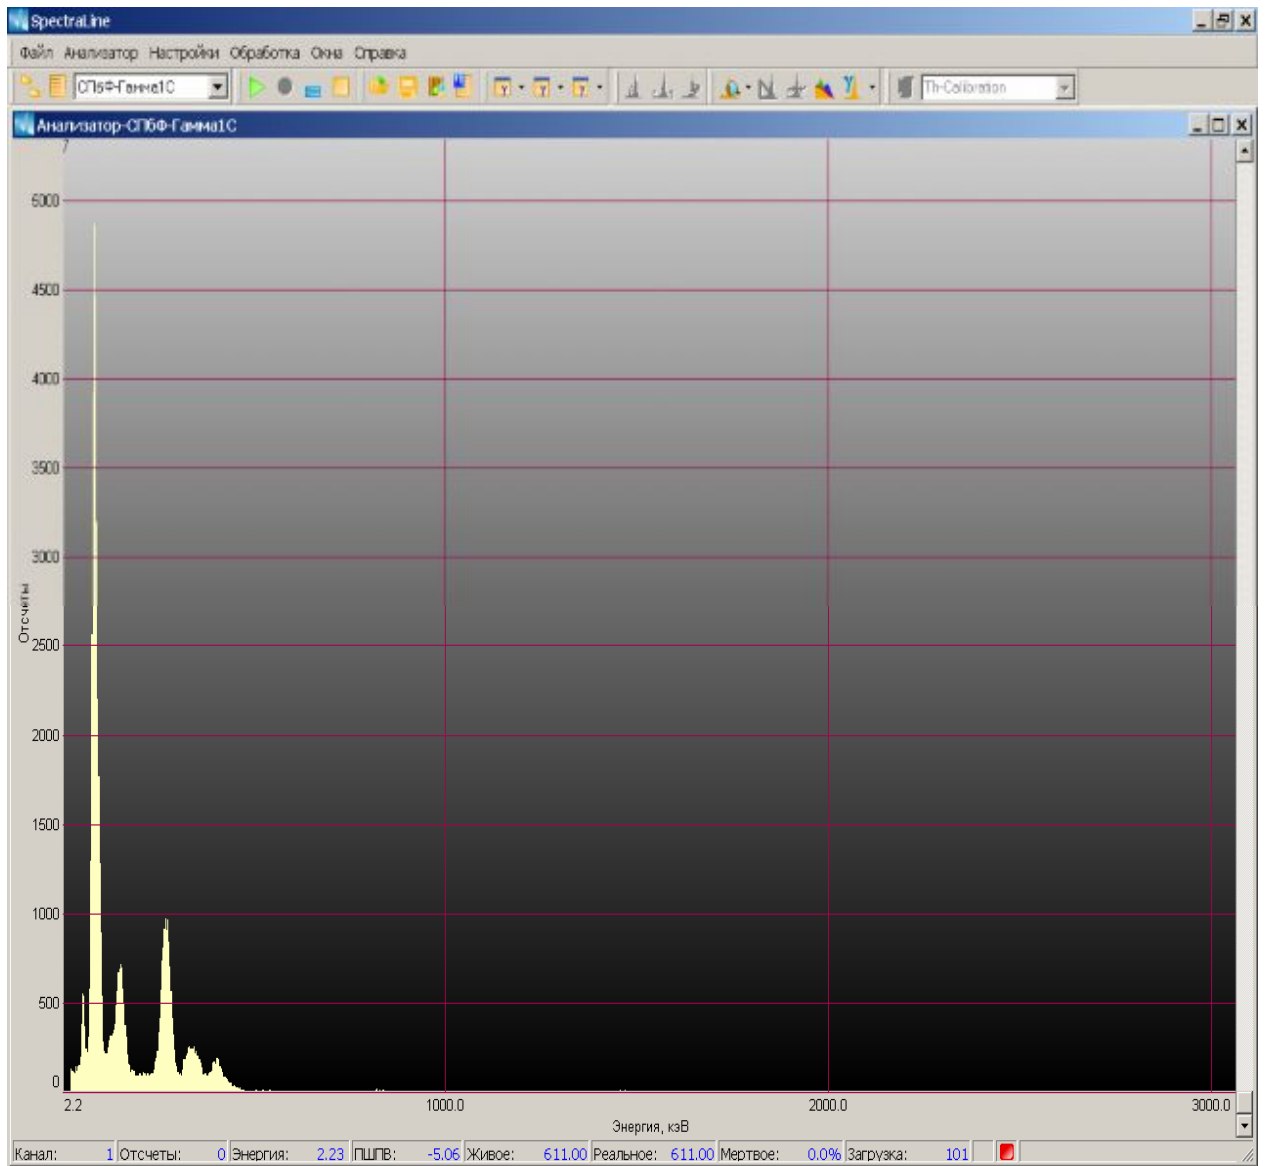 SpectraLine
Файл Анализатор Настройки Обработка Окна Справка
СПбФ-Гамма1С
Th-Calibration
Анализатор-СПбФ-Гамма1С
5000
4500
4000
3500
3000
2500
2000
1500
1000
500
0
Отсчеты
2.2 1000.0 2000.0 3000.0
Энергия, кэВ
Канал: 1 Отсчеты: 0 Энергия: 2.23 ПШПВ: -5.06 Живое: 611.00 Реальное: 611.00 Мертвое: 0.0% Загрузка: 101